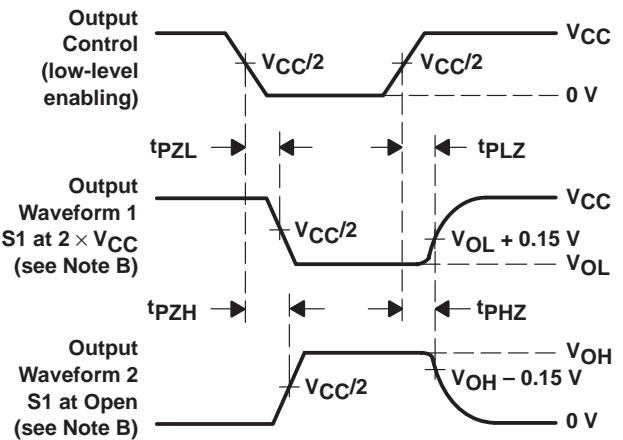 Output
Control
(low-level
enabling)
VCC
VCC/2
VCC/2
0 V
tPZL
tPLZ
Output
Waveform 1
S1 at 2 × VCC
(see Note B)
VCC
VCC/2
VOL + 0.15 V
VOL
tPZH
tPHZ
Output
Waveform 2
S1 at Open
(see Note B)
VOH
VCC/2
VOH – 0.15 V
0 V